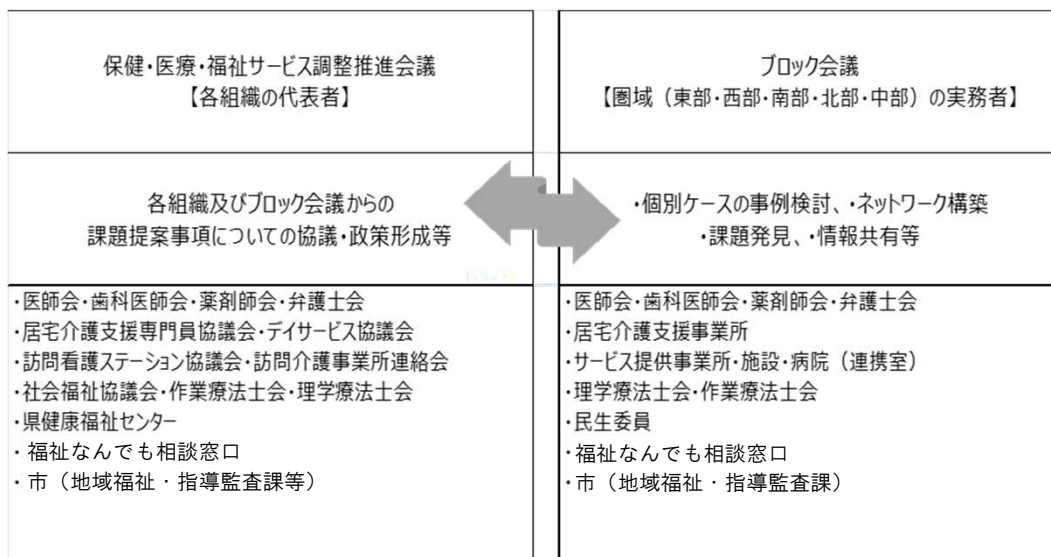 保健・医療・福祉サービス調整推進会議
【各組織の代表者】
各組織及びブロック会議からの
課題提案事項についての協議・政策形成等
・医師会・歯科医師会・薬剤師会・弁護士会
・居宅介護支援専門員協議会・デイサービス協議会
・訪問看護ステーション協議会・訪問介護事業所連絡会
・社会福祉協議会・作業療法士会・理学療法士会
・県健康福祉センター
・福祉なんでも相談窓口
・市（地域福祉・指導監査課等）
ブロック会議
【圏域（東部・西部・南部・北部・中部）の実務者】
・個別ケースの事例検討、・ネットワーク構築
・課題発見、・情報共有等
・医師会・歯科医師会・薬剤師会・弁護士会
・居宅介護支援事業所
・サービス提供事業所・施設・病院（連携室）
・理学療法士会・作業療法士会
・民生委員
・福祉なんでも相談窓口
・市（地域福祉・指導監査課）